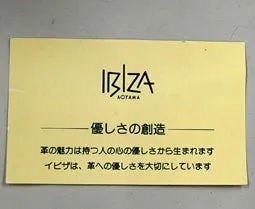 IBIZA
AOYAMA
優しさの創造
革の魅力は持つ人の心の優しさから生まれます
イビザは、革への優しさを大切にしています